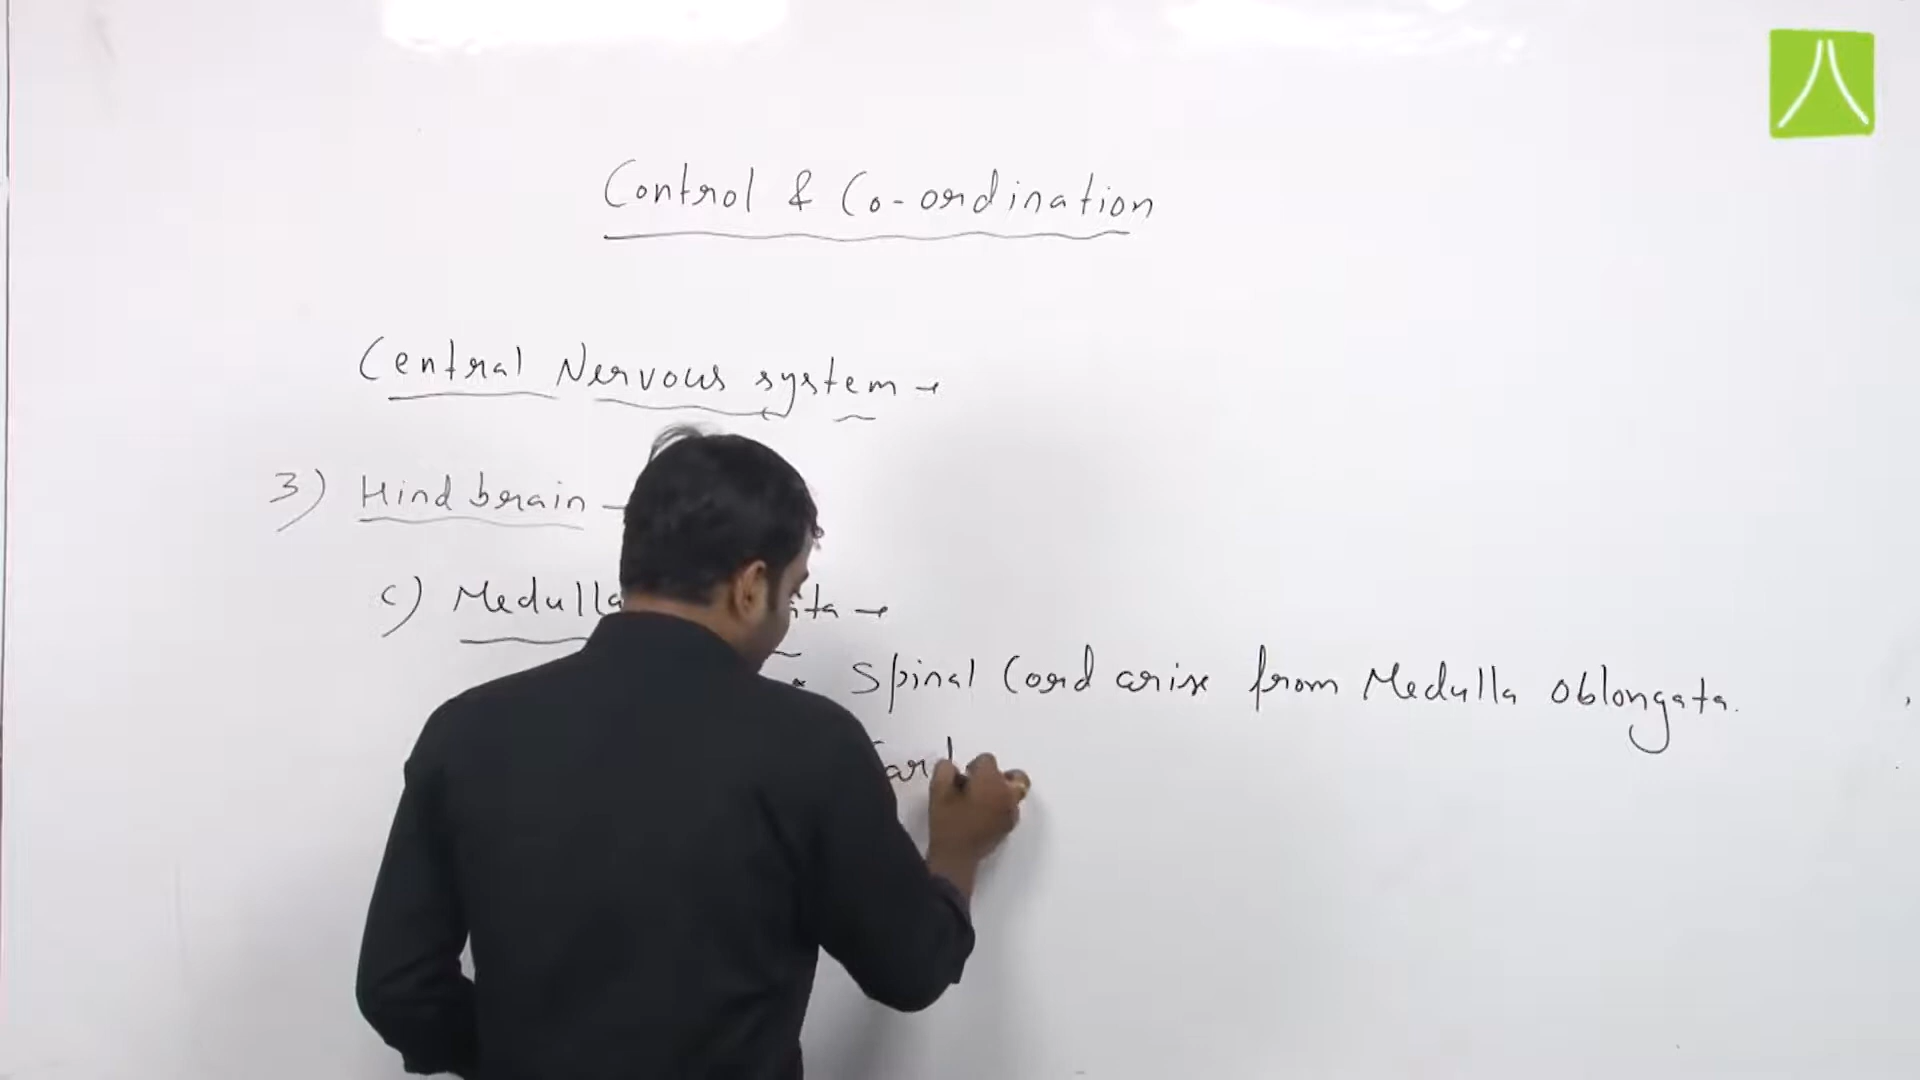 Control & Co-ordination
Central Nervous system →
3) Hind brain -
c) Medulla →
* Spinal Cord arise from Medulla oblongata.